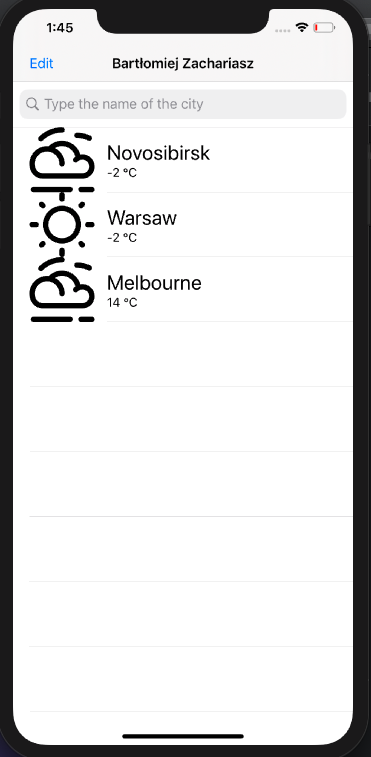 1:45
Edit
Bartłomiej Zachariasz
Type the name of the city
Novosibirsk
-2 °C
Warsaw
-2 °C
Melbourne
14 °C